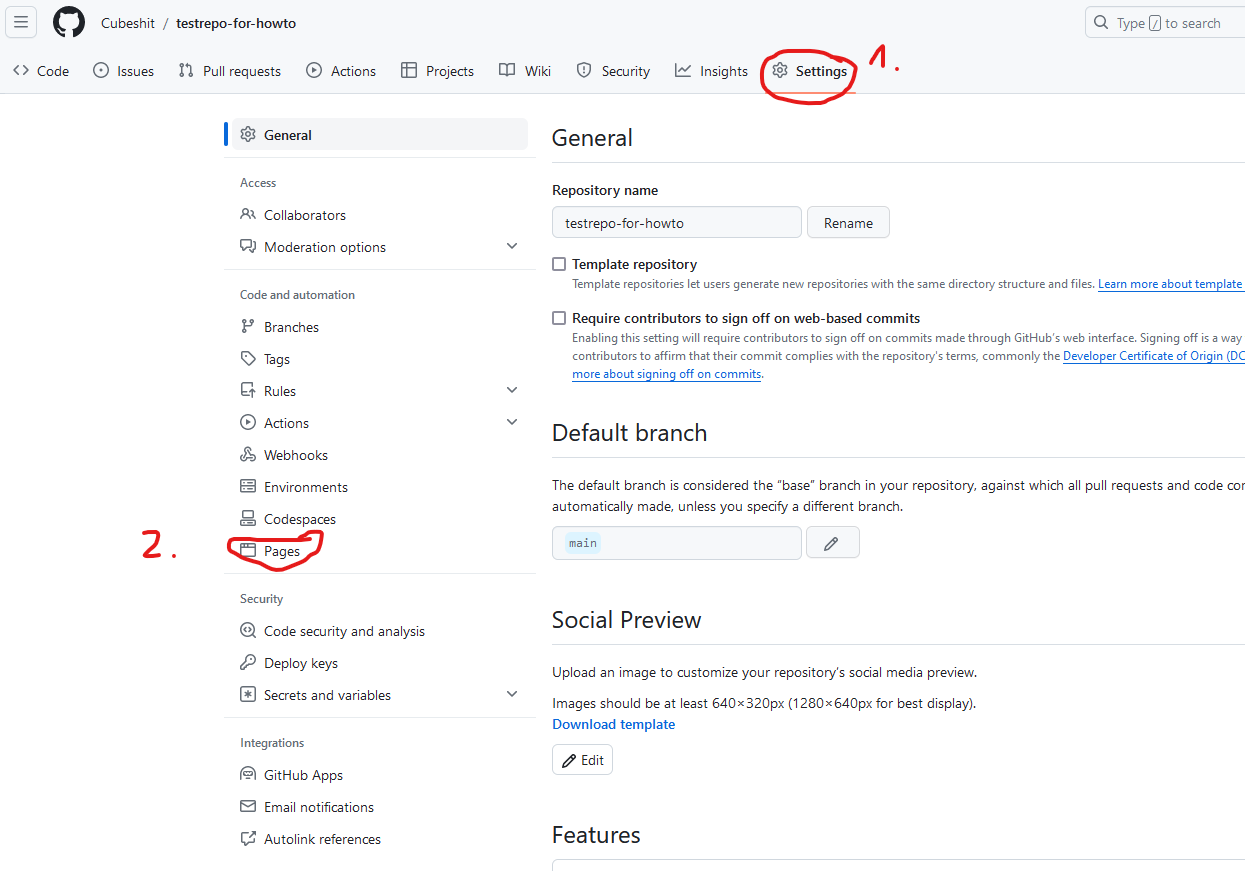 Cubeshit / testrepo-for-howto
Type / to search
Code Issues Pull requests Actions Projects Wiki Security Insights Settings 1.
General
Access
Collaborators
Moderation options
Code and automation
Branches
Tags
Rules
Actions
Webhooks
Environments
Codespaces
2. Pages
Security
Code security and analysis
Deploy keys
Secrets and variables
Integrations
GitHub Apps
Email notifications
Autolink references
General
Repository name
testrepo-for-howto Rename
Template repository
Template repositories let users generate new repositories with the same directory structure and files. Learn more about template
Require contributors to sign off on web-based commits
Enabling this setting will require contributors to sign off on commits made through GitHub's web interface. Signing off is a way
contributors to affirm that their commit complies with the repository's terms, commonly the Developer Certificate of Origin (DC
more about signing off on commits.
Default branch
The default branch is considered the “base” branch in your repository, against which all pull requests and code cor
automatically made, unless you specify a different branch.
main
Social Preview
Upload an image to customize your repository's social media preview.
Images should be at least 640×320px (1280×640px for best display).
Download template
Edit
Features